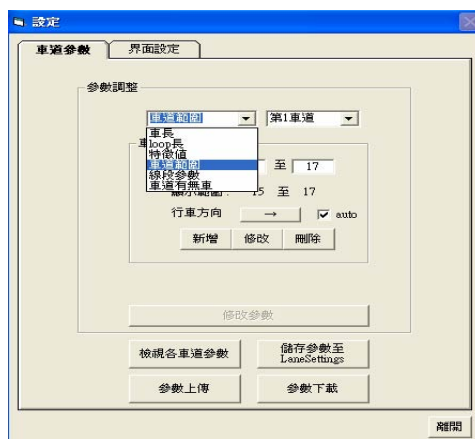 設定
車道參數 界面設定
參數調整
車道範圍 第1車道
車長
loop長
特徵值
車道範圍
線段參數
車道有無車
至 17
15 至 17
行車方向 → auto
新增 修改 刪除
修改參數
檢視各車道參數 儲存參數至
LaneSettings
參數上傳 參數下載
離開